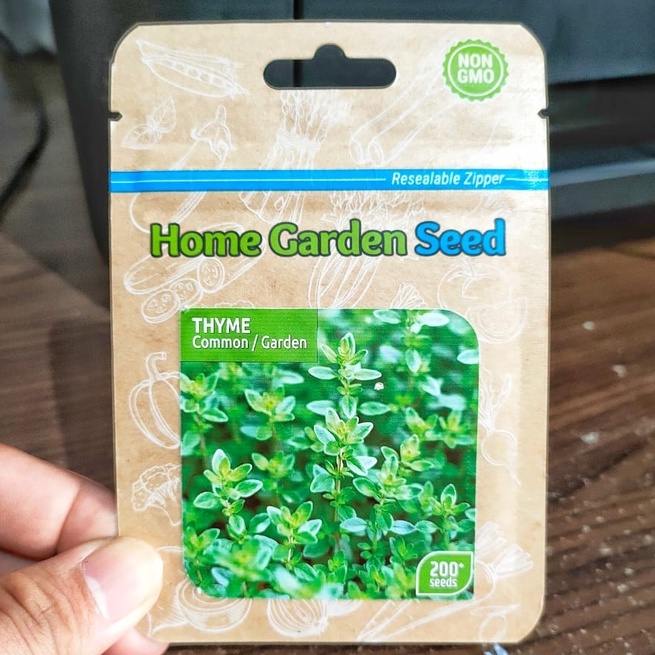 NON
GMO
Resealable Zipper
Home Garden Seed
THYME
Common / Garden
200+
seeds